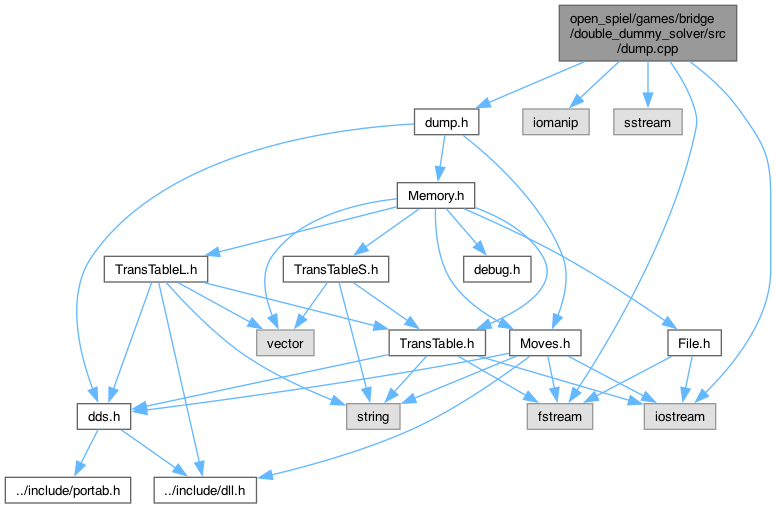 open_spiel/games/bridge
/double_dummy_solver/src
/dump.cpp
dump.h
iomanip
sstream
Memory.h
TransTableL.h
TransTableS.h
debug.h
vector
TransTable.h
Moves.h
File.h
dds.h
string
fstream
iostream
../include/portab.h
../include/dll.h